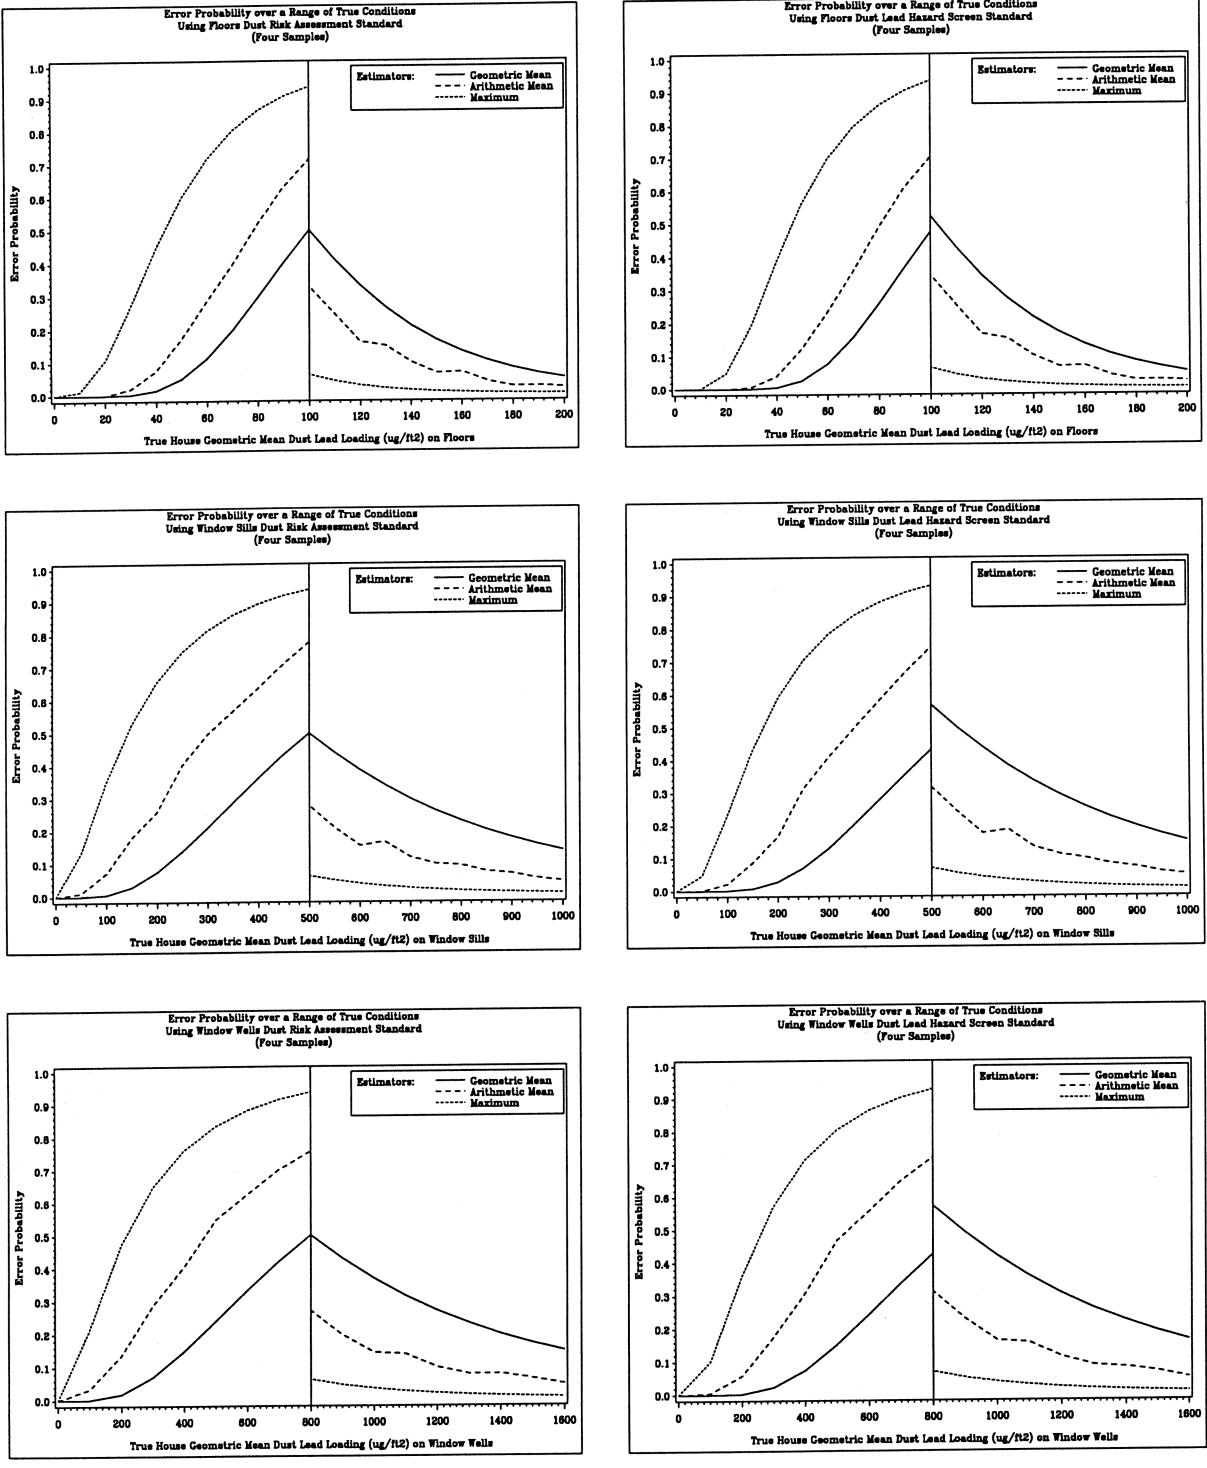 Error Probability over a Range of True Conditions
Using Floors Dust Risk Assessment Standard
(Four Samples)
Estimators:
Geometric Mean
Arithmetic Mean
Maximum
Error Probability
1.0
0.9
0.8
0.7
0.6
0.5
0.4
0.3
0.2
0.1
0.0
0 20 40 60 80 100 120 140 160 180 200
True House Geometric Mean Dust Lead Loading (ug/ft2) on Floors
Error Probability over a Range of True Conditions
Using Floors Dust Lead Hazard Screen Standard
(Four Samples)
Estimators:
Geometric Mean
Arithmetic Mean
Maximum
Error Probability
1.0
0.9
0.8
0.7
0.6
0.5
0.4
0.3
0.2
0.1
0.0
0 20 40 60 80 100 120 140 160 180 200
True House Geometric Mean Dust Lead Loading (ug/ft2) on Floors
Error Probability over a Range of True Conditions
Using Window Sills Dust Risk Assessment Standard
(Four Samples)
Estimators:
Geometric Mean
Arithmetic Mean
Maximum
Error Probability
1.0
0.9
0.8
0.7
0.6
0.5
0.4
0.3
0.2
0.1
0.0
0 100 200 300 400 500 600 700 800 900 1000
True House Geometric Mean Dust Lead Loading (ug/ft2) on Window Sills
Error Probability over a Range of True Conditions
Using Window Sills Dust Lead Hazard Screen Standard
(Four Samples)
Estimators:
Geometric Mean
Arithmetic Mean
Maximum
Error Probability
1.0
0.9
0.8
0.7
0.6
0.5
0.4
0.3
0.2
0.1
0.0
0 100 200 300 400 500 600 700 800 900 1000
True House Geometric Mean Dust Lead Loading (ug/ft2) on Window Sills
Error Probability over a Range of True Conditions
Using Window Wells Dust Risk Assessment Standard
(Four Samples)
Estimators:
Geometric Mean
Arithmetic Mean
Maximum
Error Probability
1.0
0.9
0.8
0.7
0.6
0.5
0.4
0.3
0.2
0.1
0.0
0 200 400 600 800 1000 1200 1400 1600
True House Geometric Mean Dust Lead Loading (ug/ft2) on Window Wells
Error Probability over a Range of True Conditions
Using Window Wells Dust Lead Hazard Screen Standard
(Four Samples)
Estimators:
Geometric Mean
Arithmetic Mean
Maximum
Error Probability
1.0
0.9
0.8
0.7
0.6
0.5
0.4
0.3
0.2
0.1
0.0
0 200 400 600 800 1000 1200 1400 1600
True House Geometric Mean Dust Lead Loading (ug/ft2) on Window Wells